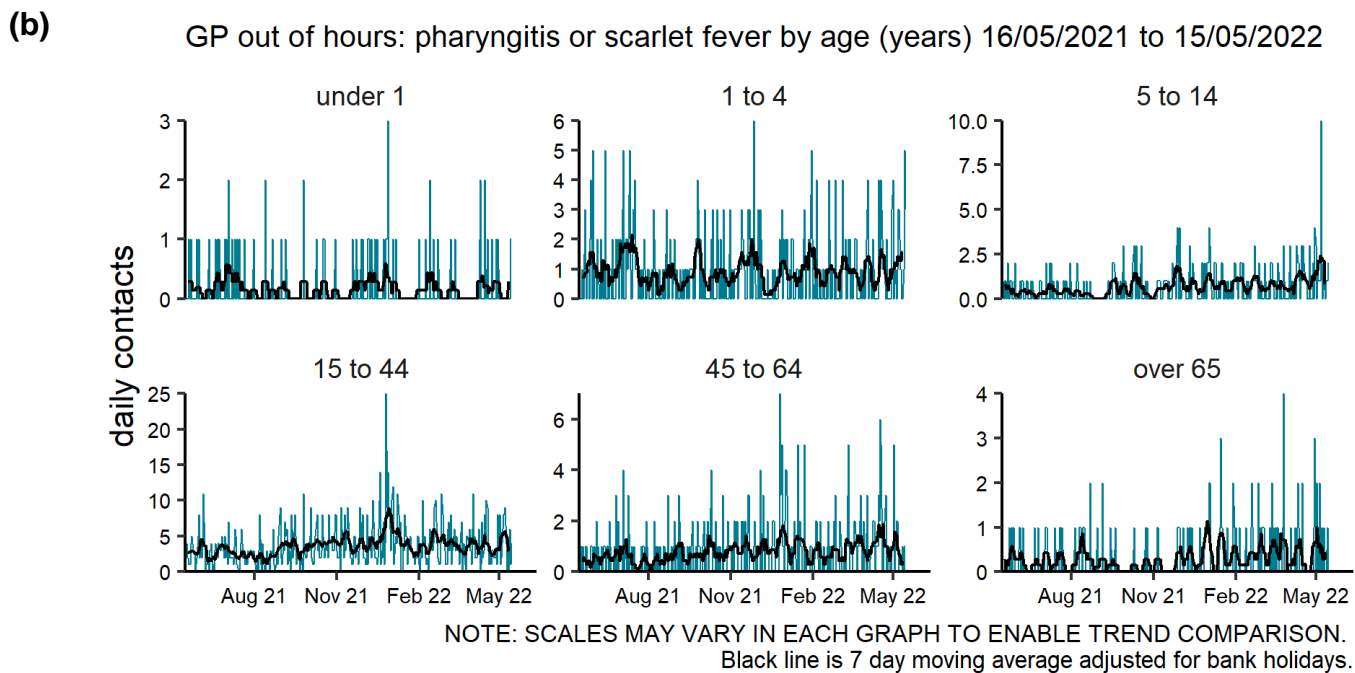 (b)
GP out of hours: pharyngitis or scarlet fever by age (years) 16/05/2021 to 15/05/2022
under 1
1 to 4
5 to 14
3
2
1
0
6
5
4
3
2
1
0
10.0
7.5
5.0
2.5
0.0
daily contacts
15 to 44
45 to 64
over 65
25
20
15
10
5
0
6
4
2
0
4
3
2
1
0
Aug 21 Nov 21 Feb 22 May 22
Aug 21 Nov 21 Feb 22 May 22
Aug 21 Nov 21 Feb 22 May 22
NOTE: SCALES MAY VARY IN EACH GRAPH TO ENABLE TREND COMPARISON.
Black line is 7 day moving average adjusted for bank holidays.